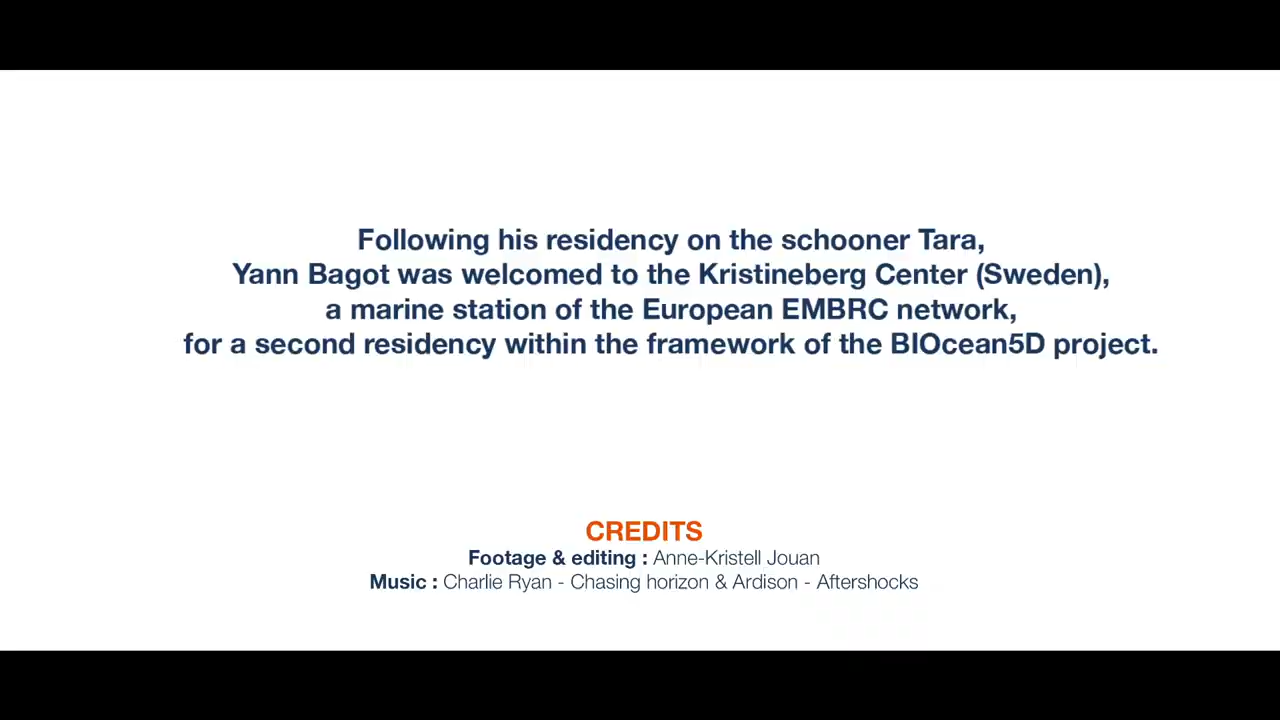 Following his residency on the schooner Tara,
Yann Bagot was welcomed to the Kristineberg Center (Sweden),
a marine station of the European EMBRC network,
for a second residency within the framework of the BIOcean5D project.
CREDITS
Footage & editing : Anne-Kristell Jouan
Music : Charlie Ryan - Chasing horizon & Ardison - Aftershocks